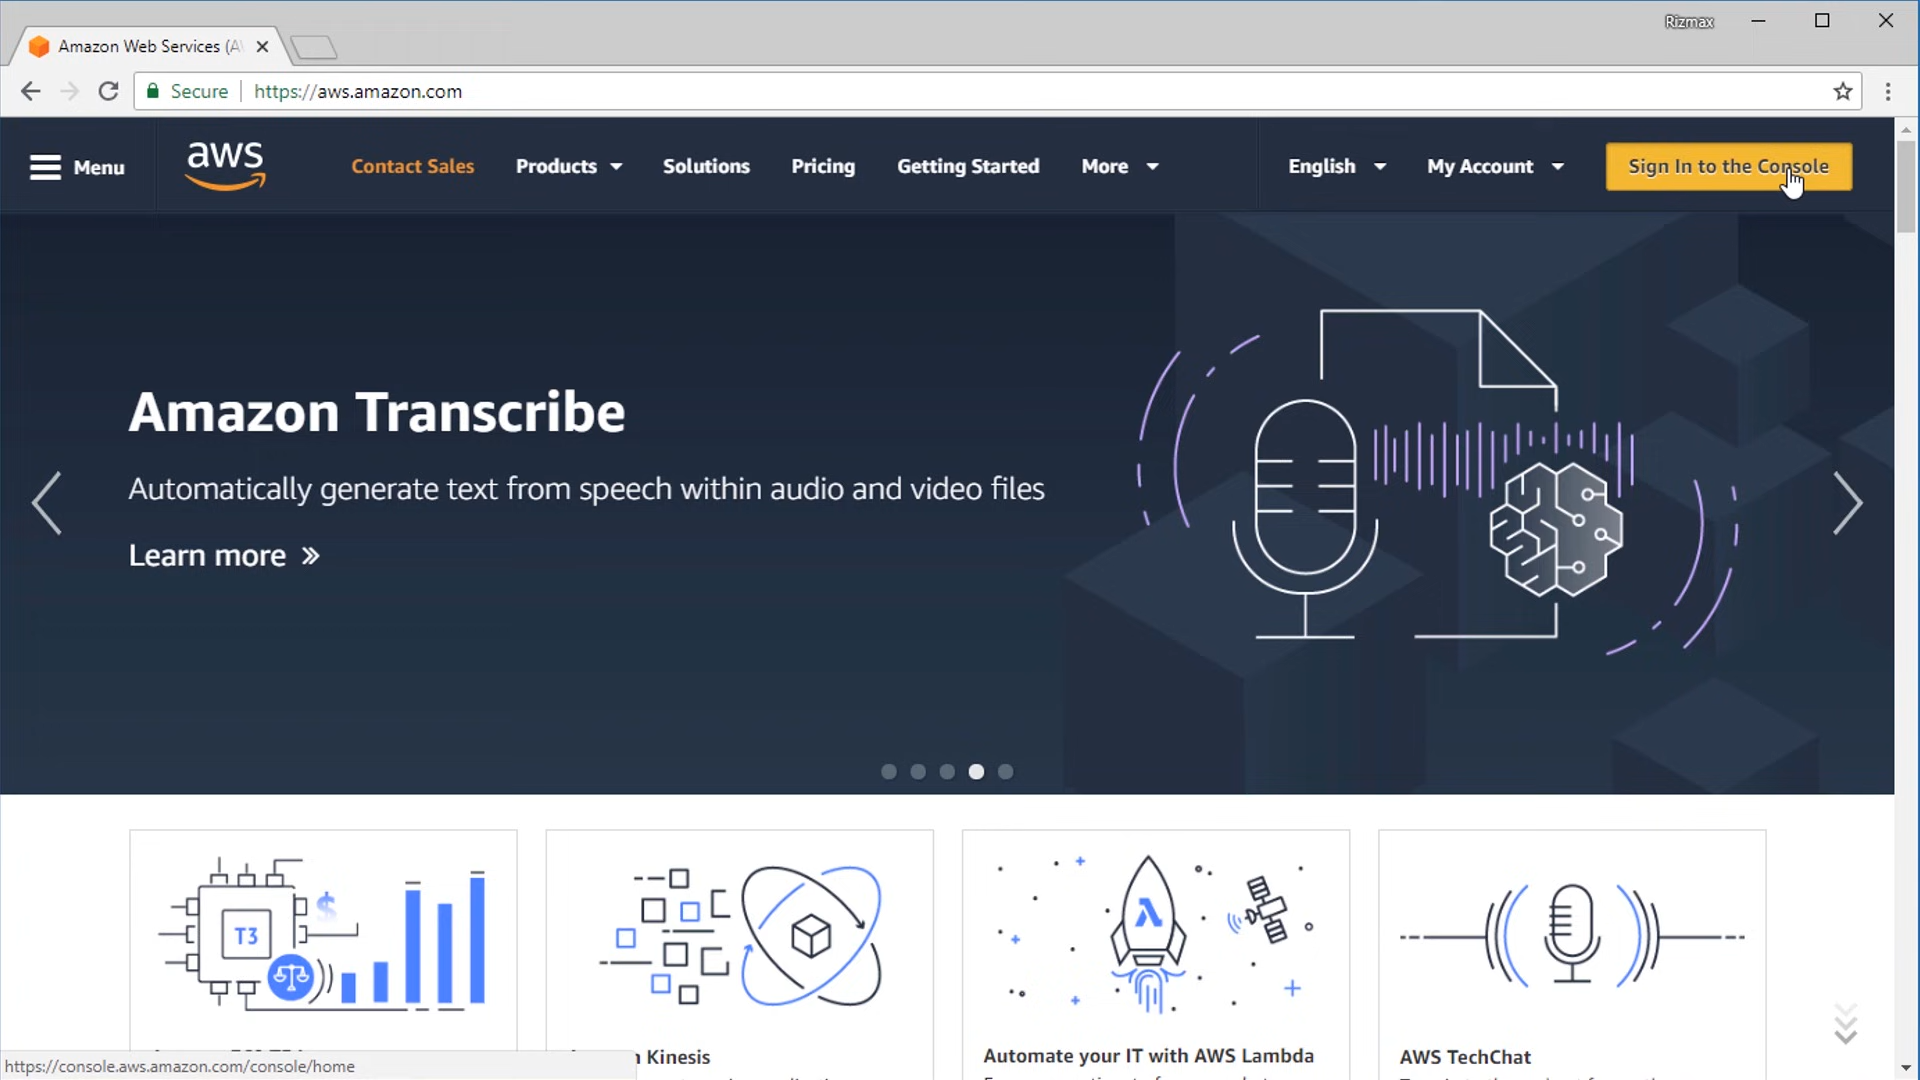 Rizmax
Amazon Web Services (A
Secure
https://aws.amazon.com
Menu
aws
Contact Sales
Products
Solutions
Pricing
Getting Started
More
English
My Account
Sign In to the Console
Amazon Transcribe
Automatically generate text from speech within audio and video files
Learn more »
T3
$
λ
Kinesis
Automate your IT with AWS Lambda
AWS TechChat
https://console.aws.amazon.com/console/home